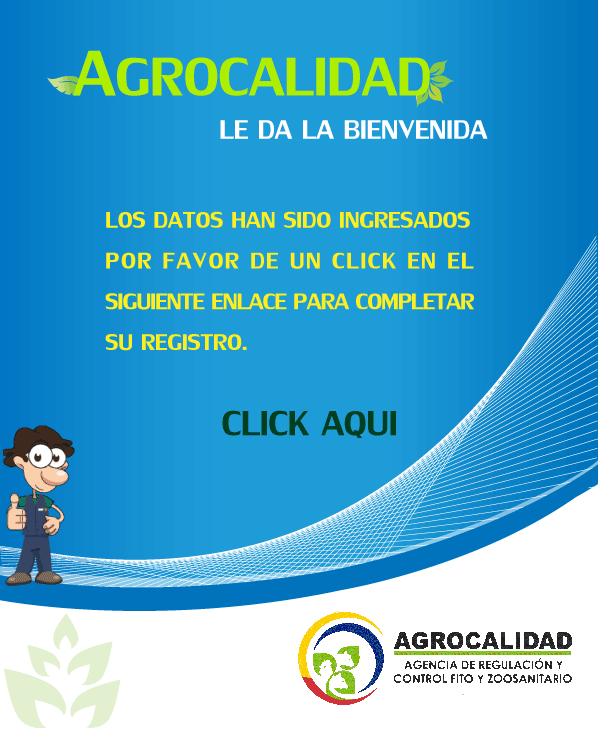 AGROCALIDAD
LE DA LA BIENVENIDA
LOS DATOS HAN SIDO INGRESADOS
POR FAVOR DE UN CLICK EN EL
SIGUIENTE ENLACE PARA COMPLETAR
SU REGISTRO.
CLICK AQUI
AGROCALIDAD
AGENCIA DE REGULACIÓN Y
CONTROL FITO Y ZOOSANITARIO